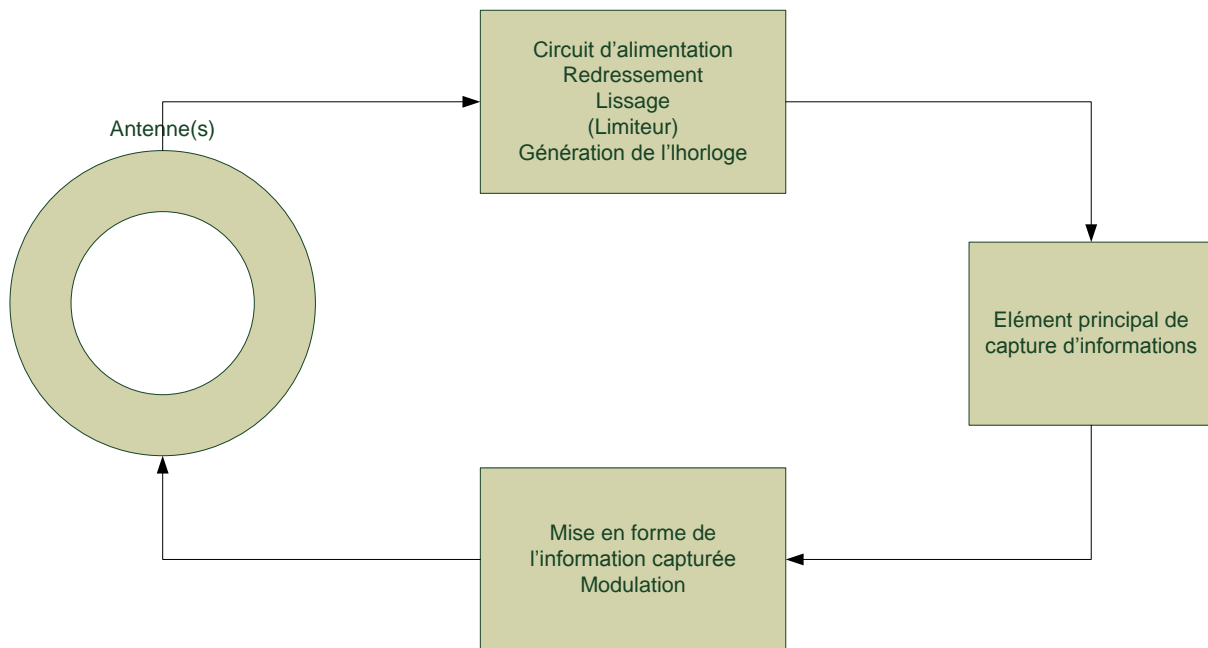 Antenne(s)
Circuit d'alimentation
Redressement
Lissage
(Limiteur)
Génération de l'lhorloge
Elément principal de
capture d'informations
Mise en forme de
l'information capturée
Modulation